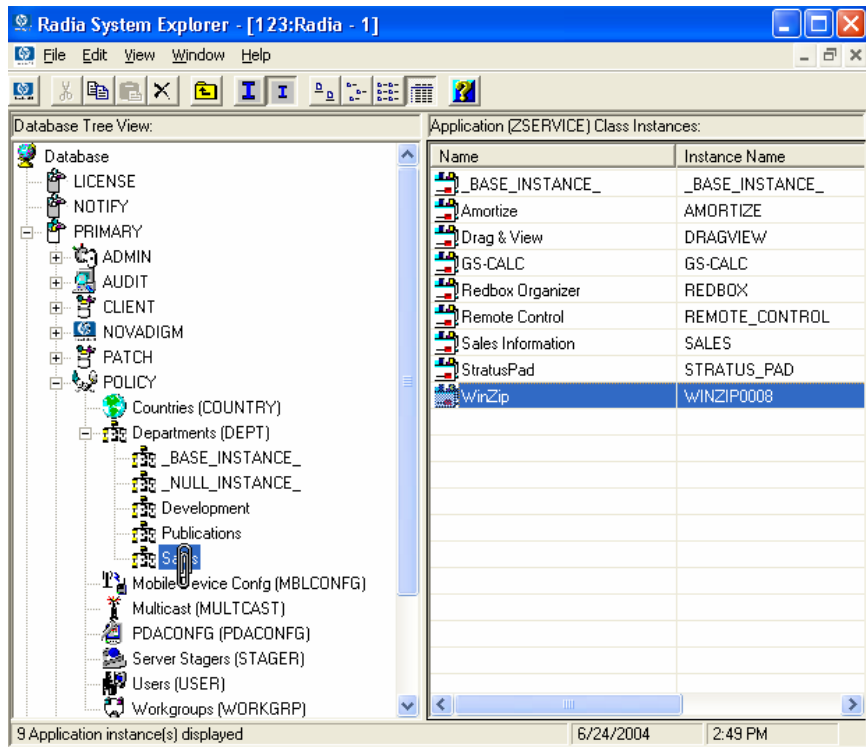 Radia System Explorer - [123:Radia - 1]
File Edit View Window Help
Database Tree View:
Application (ZSERVICE) Class Instances:
Database
LICENSE
NOTIFY
PRIMARY
ADMIN
AUDIT
CLIENT
NOVADIGM
PATCH
POLICY
Countries (COUNTRY)
Departments (DEPT)
_BASE_INSTANCE_
_NULL_INSTANCE_
Development
Publications
Sales
Mobile Device Confg (MBLCONFG)
Multicast (MULTCAST)
PDACONFG (PDACONFG)
Server Stagers (STAGER)
Users (USER)
Workgroups (WORKGRP)
Name Instance Name
_BASE_INSTANCE_ _BASE_INSTANCE_
Amortize AMORTIZE
Drag & View DRAGVIEW
GS-CALC GS-CALC
Redbox Organizer REDBOX
Remote Control REMOTE_CONTROL
Sales Information SALES
StratusPad STRATUS_PAD
WinZip WINZIP0008
9 Application instance(s) displayed 6/24/2004 2:49 PM